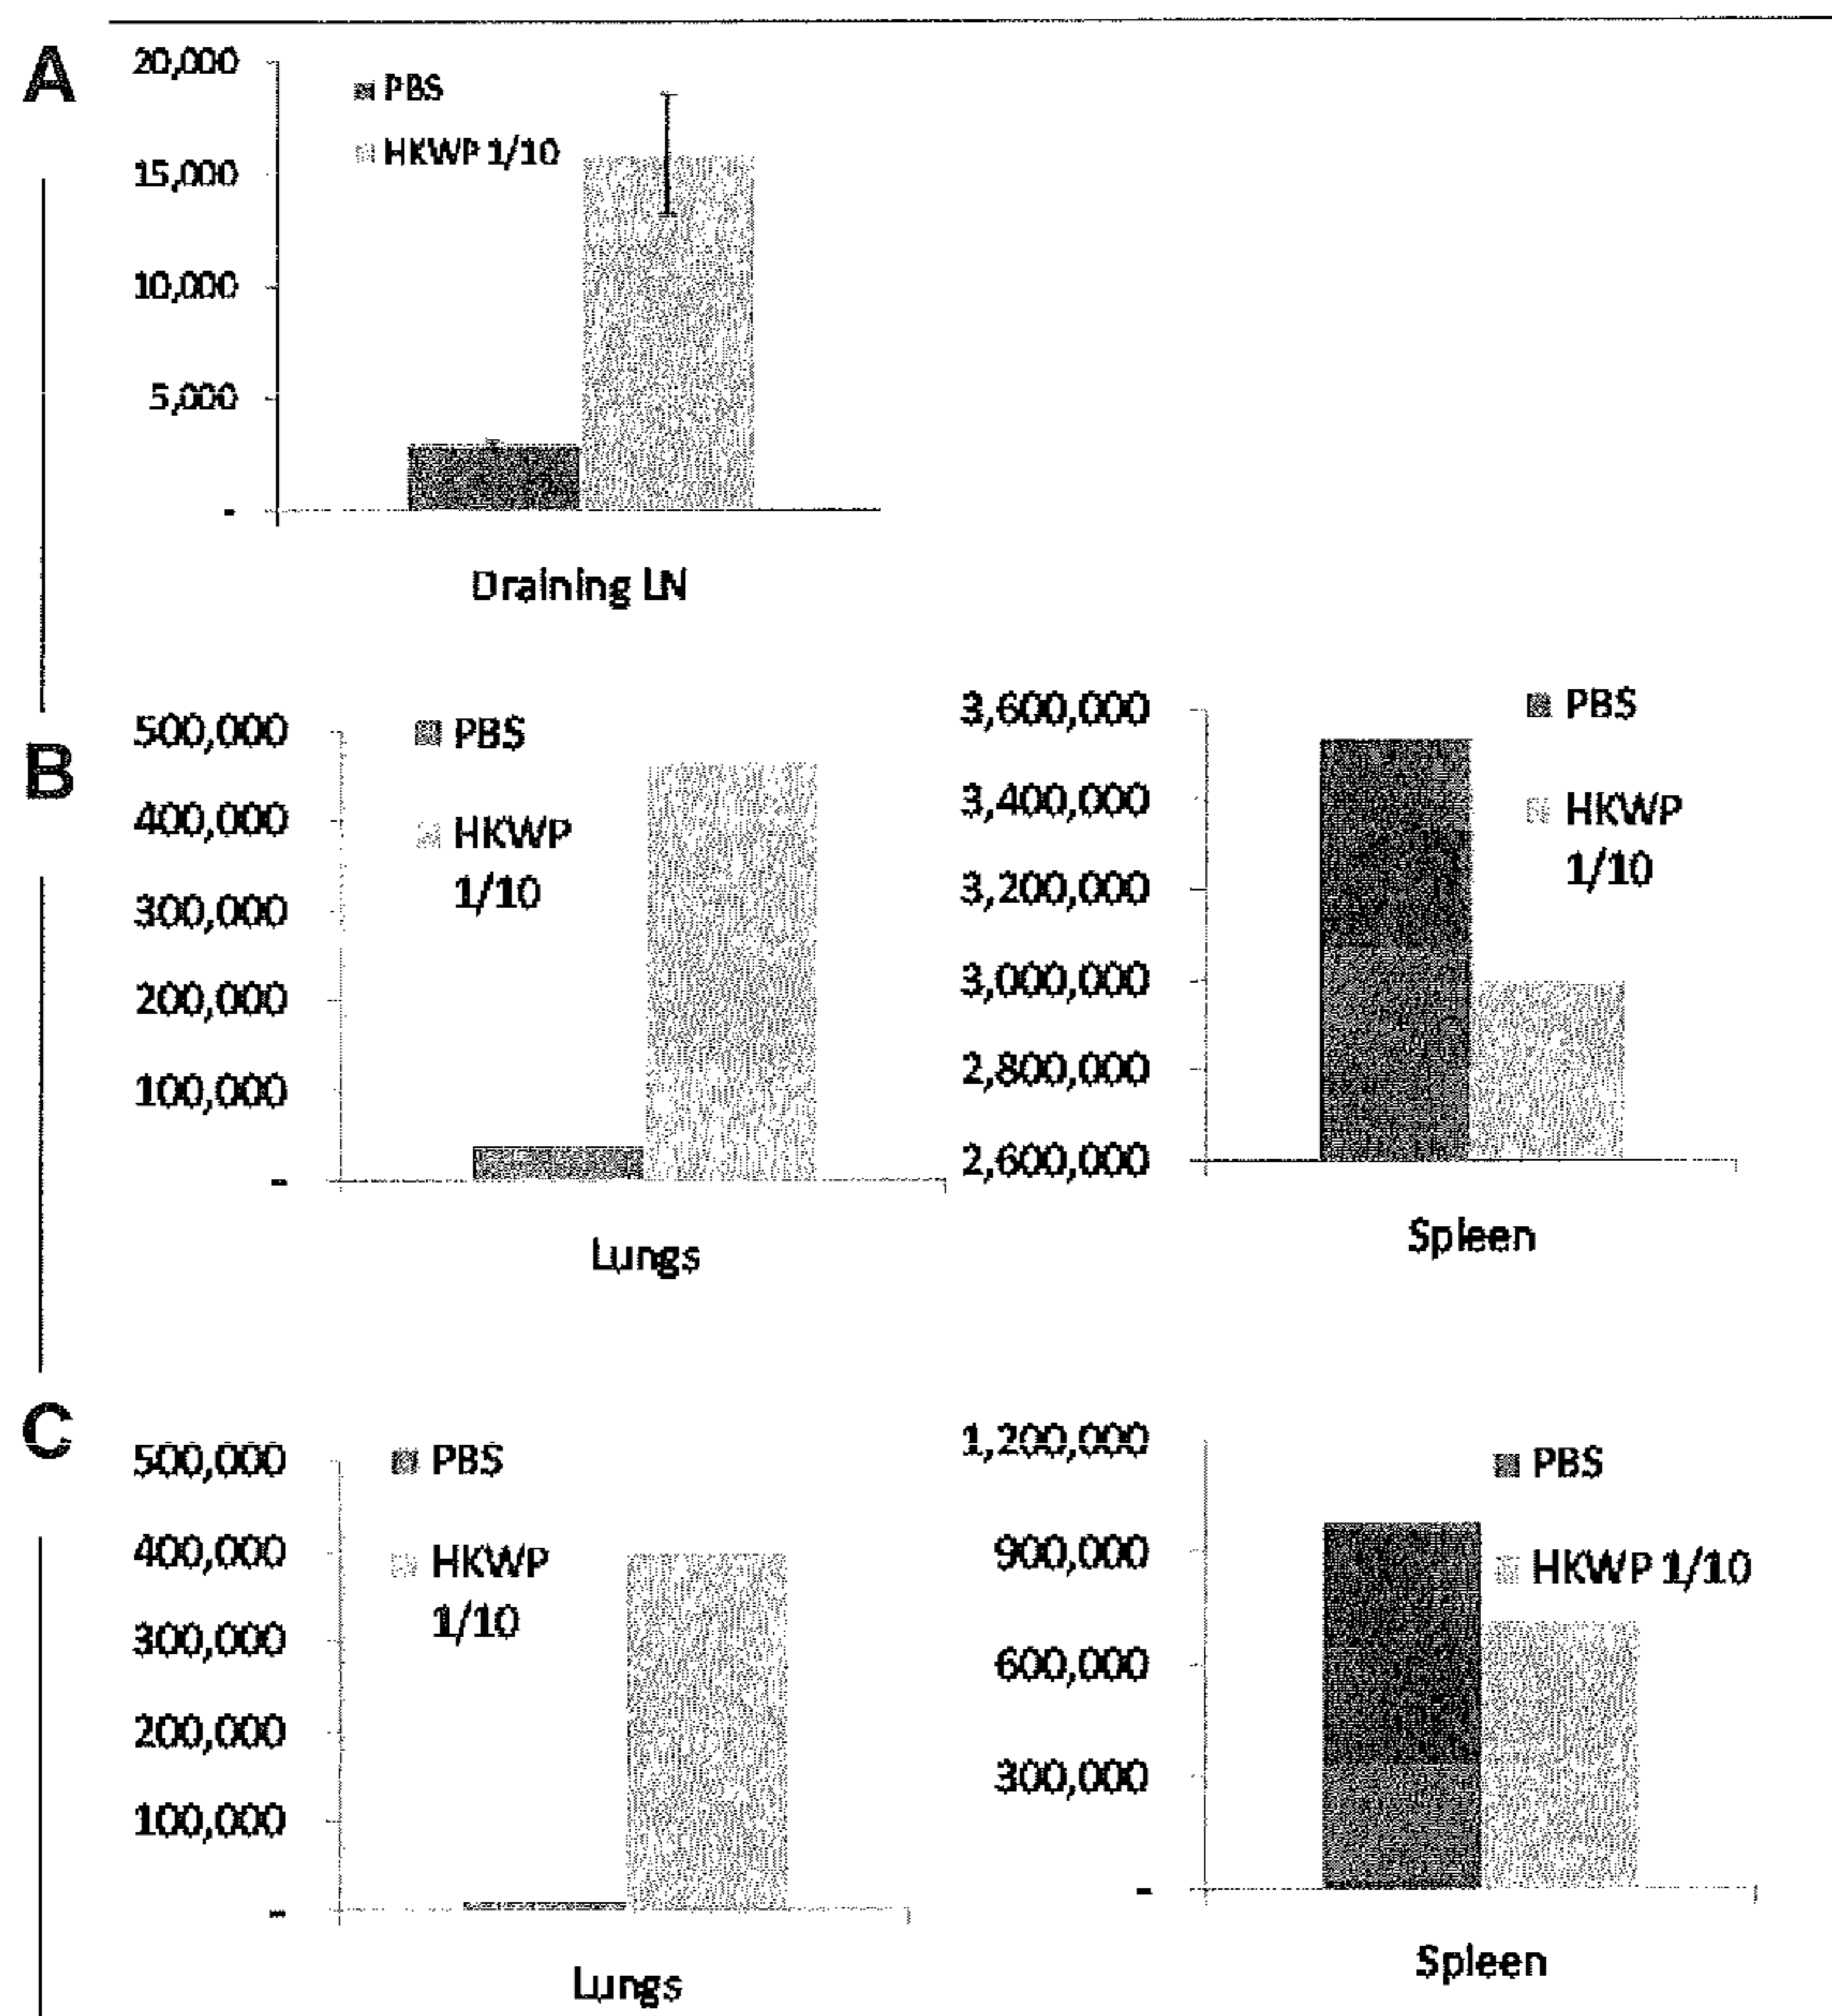 A
20,000
15,000
10,000
5,000
-
PBS
HKWP 1/10
Draining LN
B
500,000
400,000
300,000
200,000
100,000
-
PBS
HKWP
1/10
Lungs
3,600,000
3,400,000
3,200,000
3,000,000
2,800,000
2,600,000
PBS
HKWP
1/10
Spleen
C
500,000
400,000
300,000
200,000
100,000
-
PBS
HKWP
1/10
Lungs
1,200,000
900,000
600,000
300,000
-
PBS
HKWP 1/10
Spleen